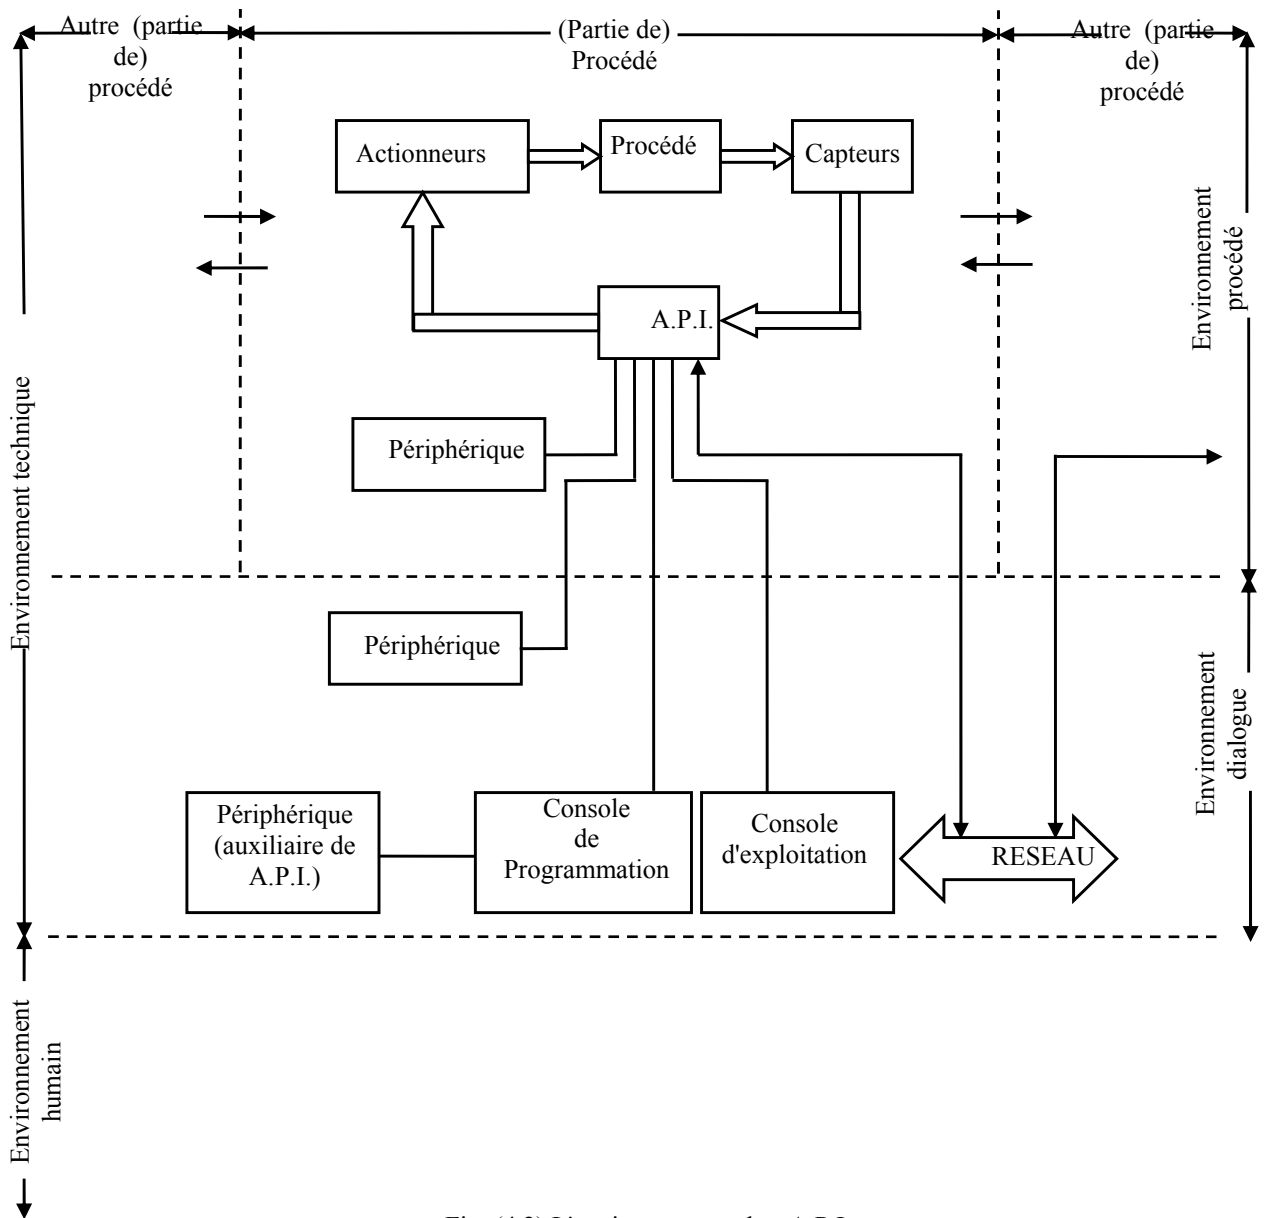 Autre (partie
de)
procédé
(Partie de)
Procédé
Autre (partie
de)
procédé
Actionneurs
Procédé
Capteurs
Environnement
procédé
A.P.I.
Environnement technique
Périphérique
Périphérique
Environnement
dialogue
Périphérique
(auxiliaire de
A.P.I.)
Console
de
Programmation
Console
d'exploitation
RESEAU
Environnement
humain